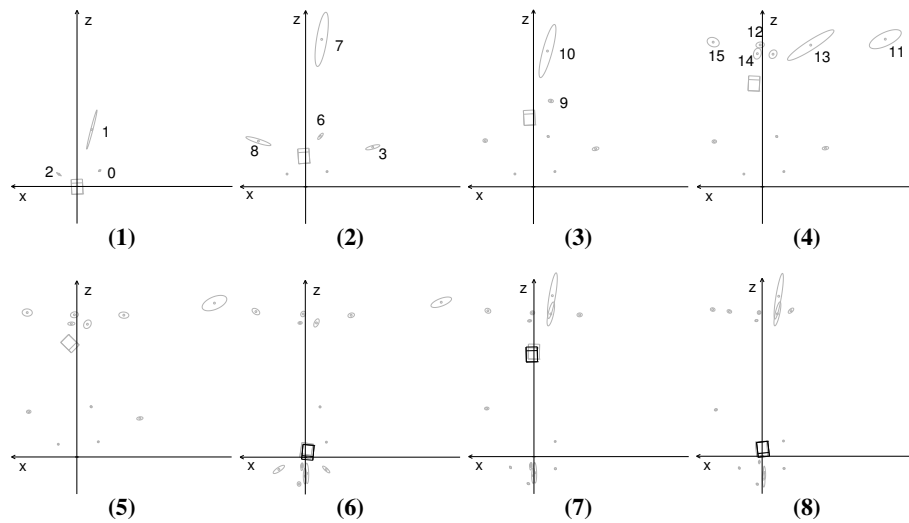 z z z z
1 2 0 x
7 6 8 3 x
10 9 x
15 12 14 13 11 x
(1) (2) (3) (4)
z z z z
x x x x
(5) (6) (7) (8)